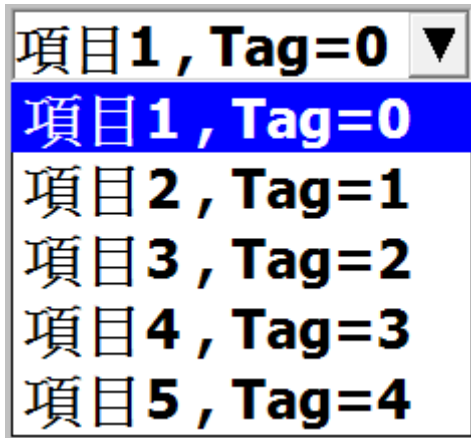 項目1 , Tag=0
項目1 , Tag=0
項目2 , Tag=1
項目3 , Tag=2
項目4 , Tag=3
項目5 , Tag=4